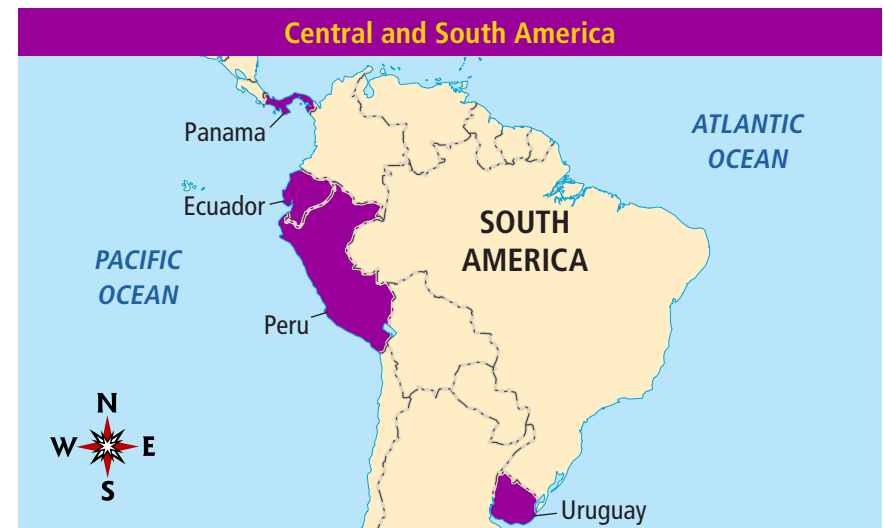 Central and South America
Panama
ATLANTIC
OCEAN
Ecuador
SOUTH
AMERICA
PACIFIC
OCEAN
Peru
N
W E
S
Uruguay